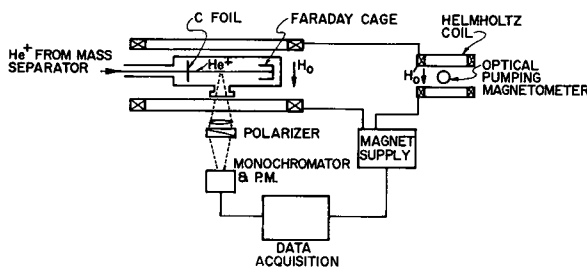 C FOIL
FARADAY CAGE
HELMHOLTZ
COIL
He⁺ FROM MASS
SEPARATOR
He⁺
H₀
H₀
OPTICAL
PUMPING
MAGNETOMETER
POLARIZER
MAGNET
SUPPLY
MONOCHROMATOR
& P.M.
DATA
ACQUISITION